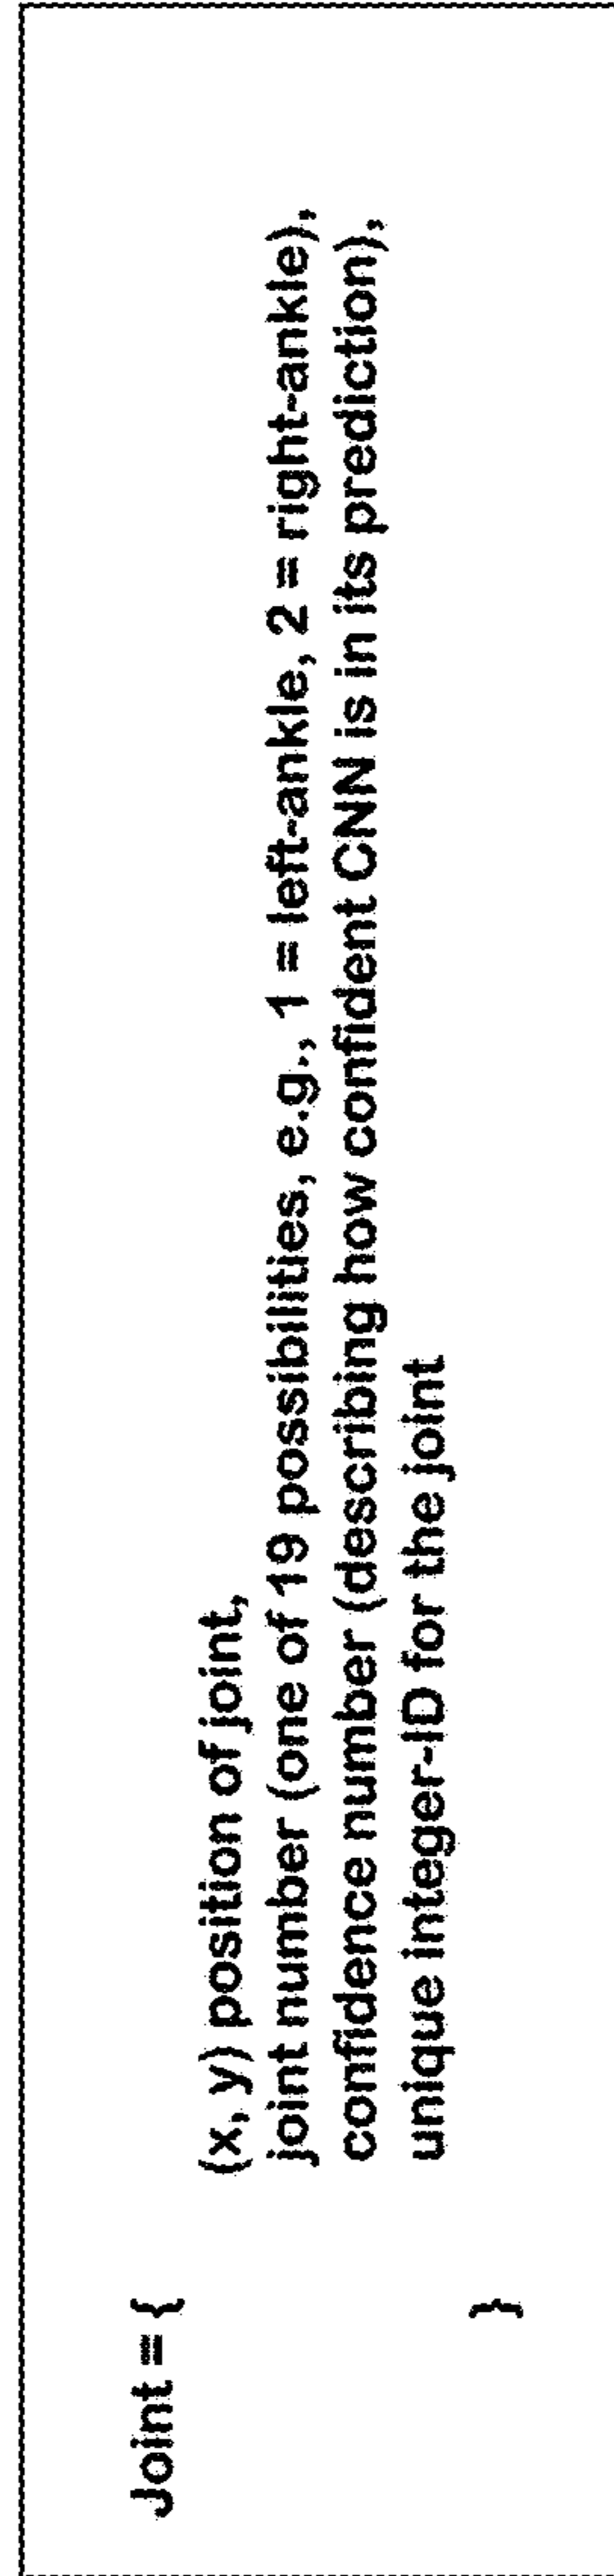 Joint = {
(x, y) position of joint,
joint number (one of 19 possibilities, e.g., 1 = left-ankle, 2 = right-ankle),
confidence number (describing how confident CNN is in its prediction),
unique integer-ID for the joint
}